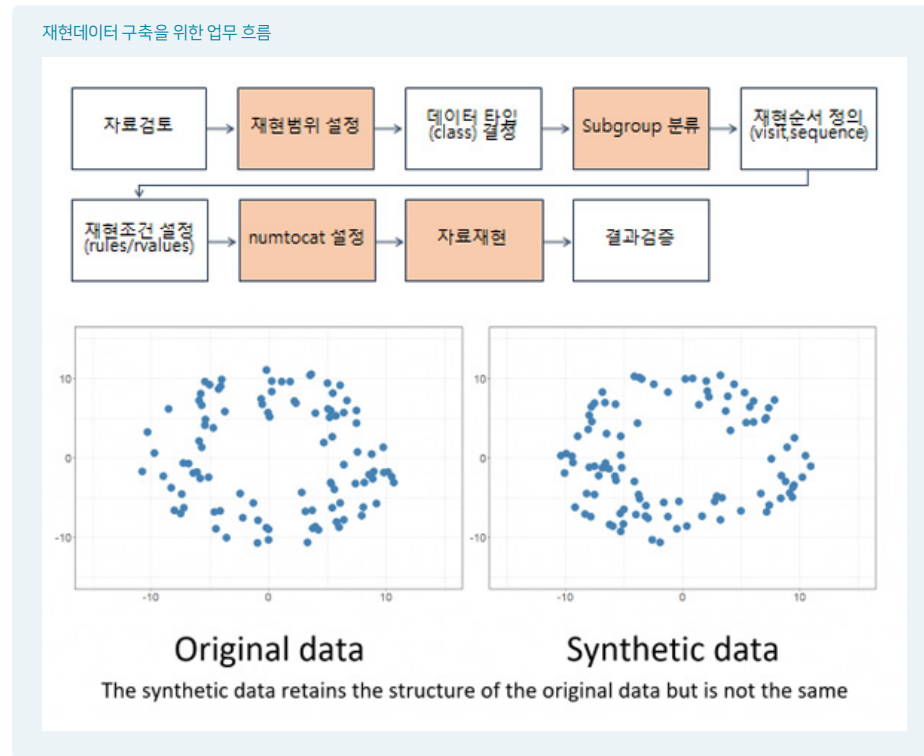 재현데이터 구축을 위한 업무 흐름
자료검토
재현범위 설정
데이터 타입
(class) 결정
Subgroup 분류
재현순서 정의
(visit,sequence)
재현조건 설정
(rules/rvalues)
numtocat 설정
자료재현
결과검증
10
0
-10
-10
0
10
10
0
-10
-10
0
10
Original data
Synthetic data
The synthetic data retains the structure of the original data but is not the same